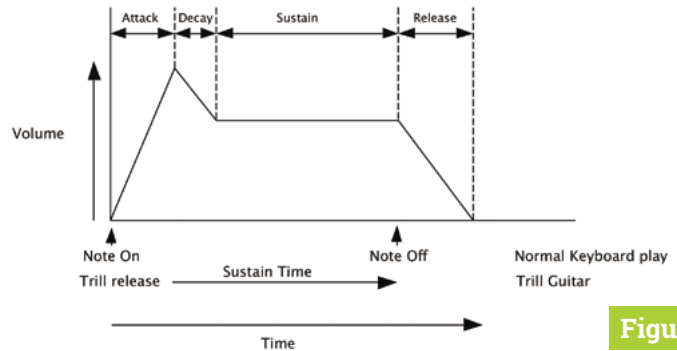 Attack Decay Sustain Release
Volume
Note On Note Off Normal Keyboard play
Trill release Sustain Time Trill Guitar
Time
Figu